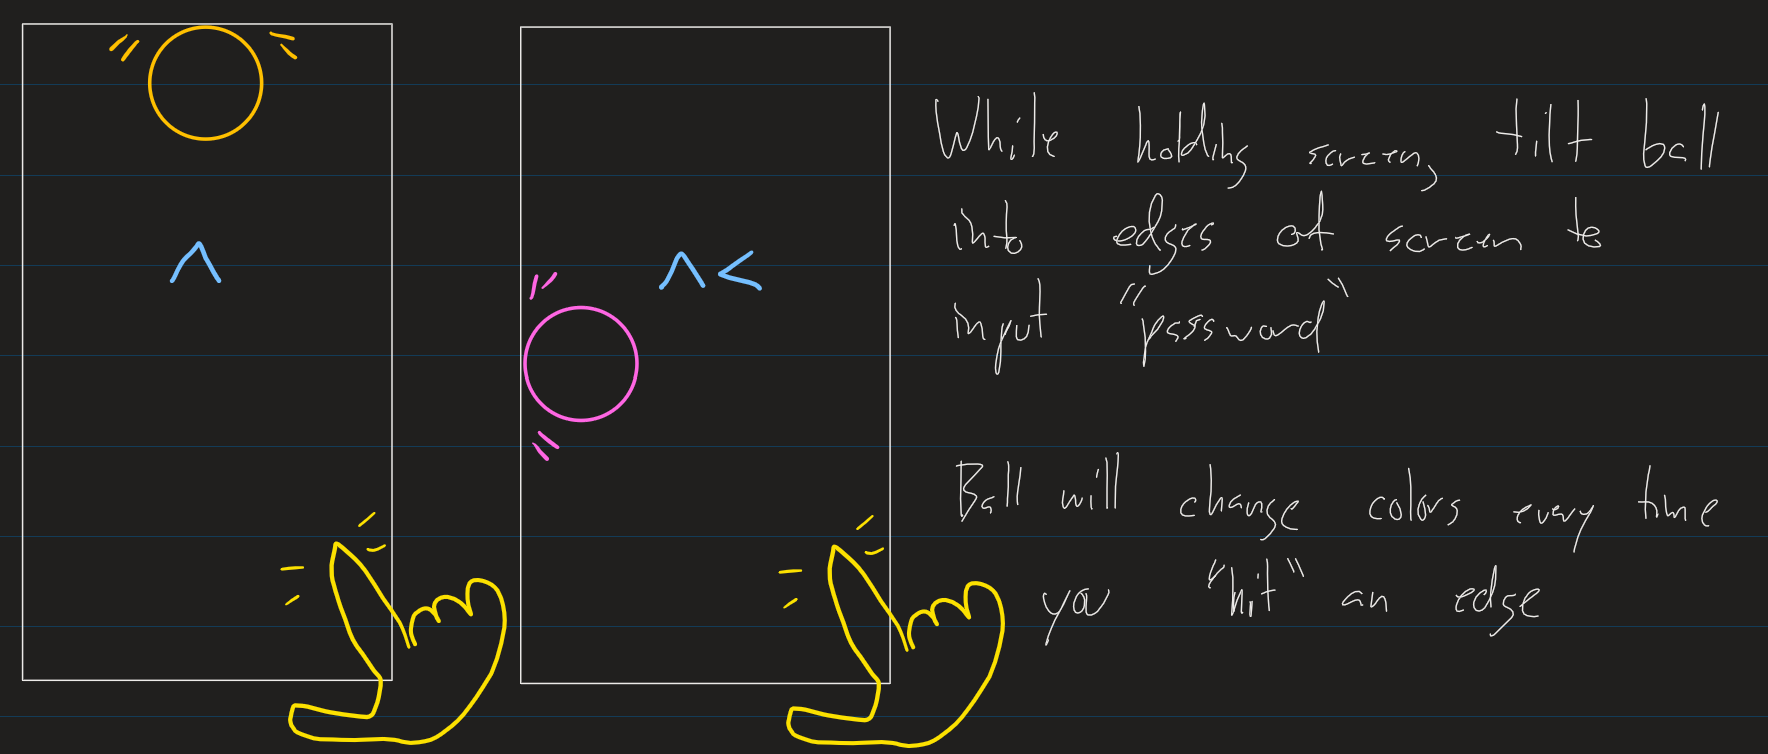 ^
^<
While holding screen, tilt ball
into edges of screen to
input "password"
Ball will change colors every time
you "hit" an edge